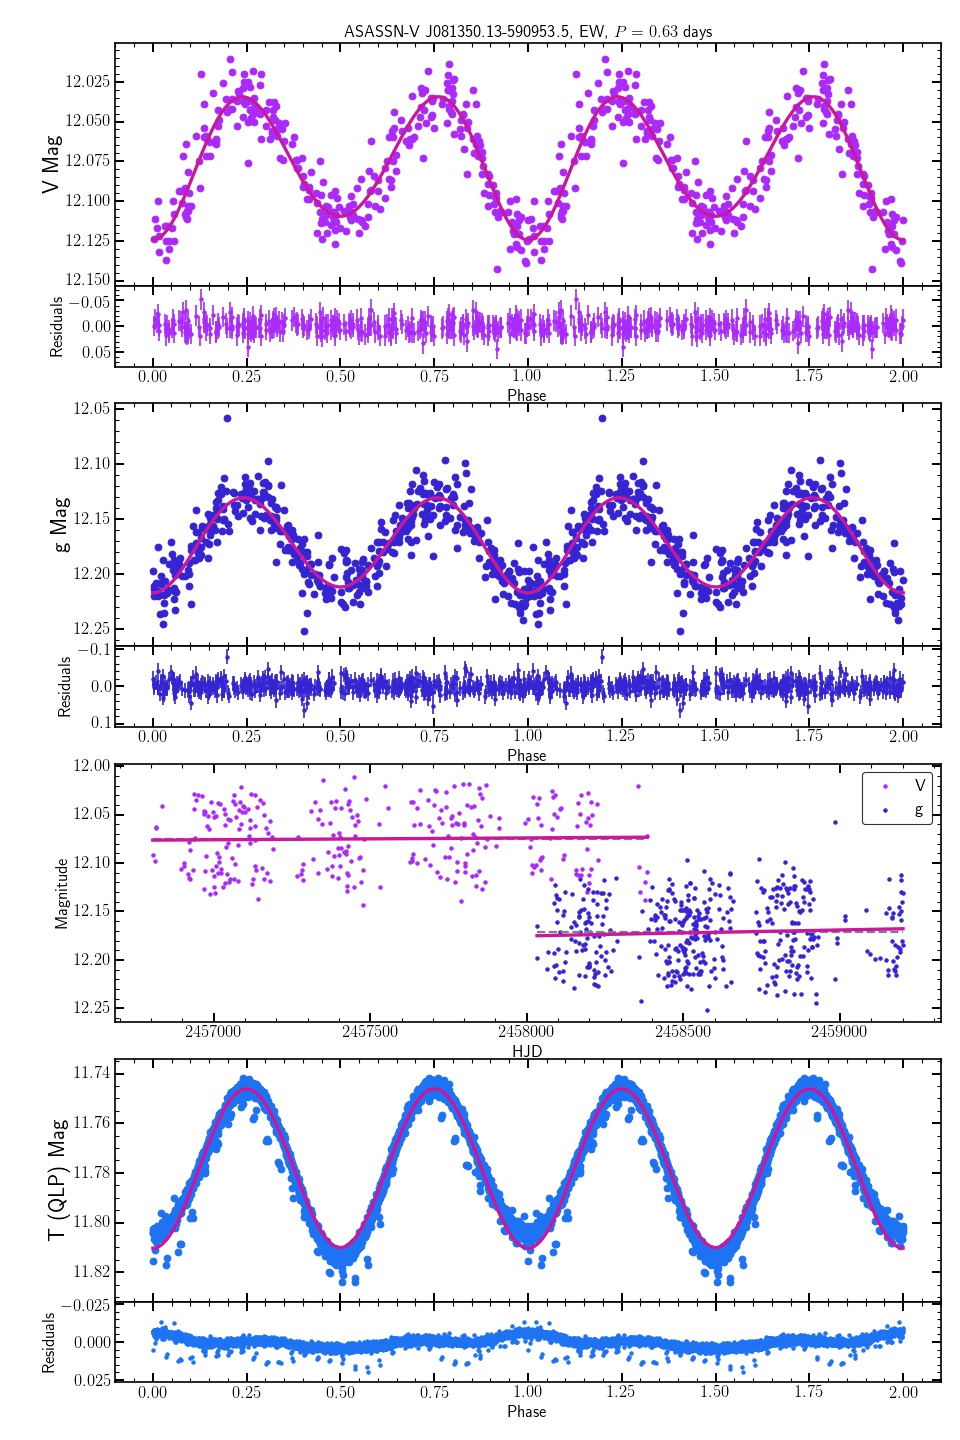 ASASSN-V J081350.13-590953.5, EW, P = 0.63 days
V Mag
12.025
12.050
12.075
12.100
12.125
12.150
Residuals
−0.05
0.00
0.05
0.00 0.25 0.50 0.75 1.00 1.25 1.50 1.75 2.00
Phase
g Mag
12.05
12.10
12.15
12.20
12.25
Residuals
−0.1
0.0
0.1
0.00 0.25 0.50 0.75 1.00 1.25 1.50 1.75 2.00
Phase
Magnitude
12.00
12.05
12.10
12.15
12.20
12.25
V
g
2457000 2457500 2458000 2458500 2459000
HJD
T (QLP) Mag
11.74
11.76
11.78
11.80
11.82
Residuals
−0.025
0.000
0.025
0.00 0.25 0.50 0.75 1.00 1.25 1.50 1.75 2.00
Phase